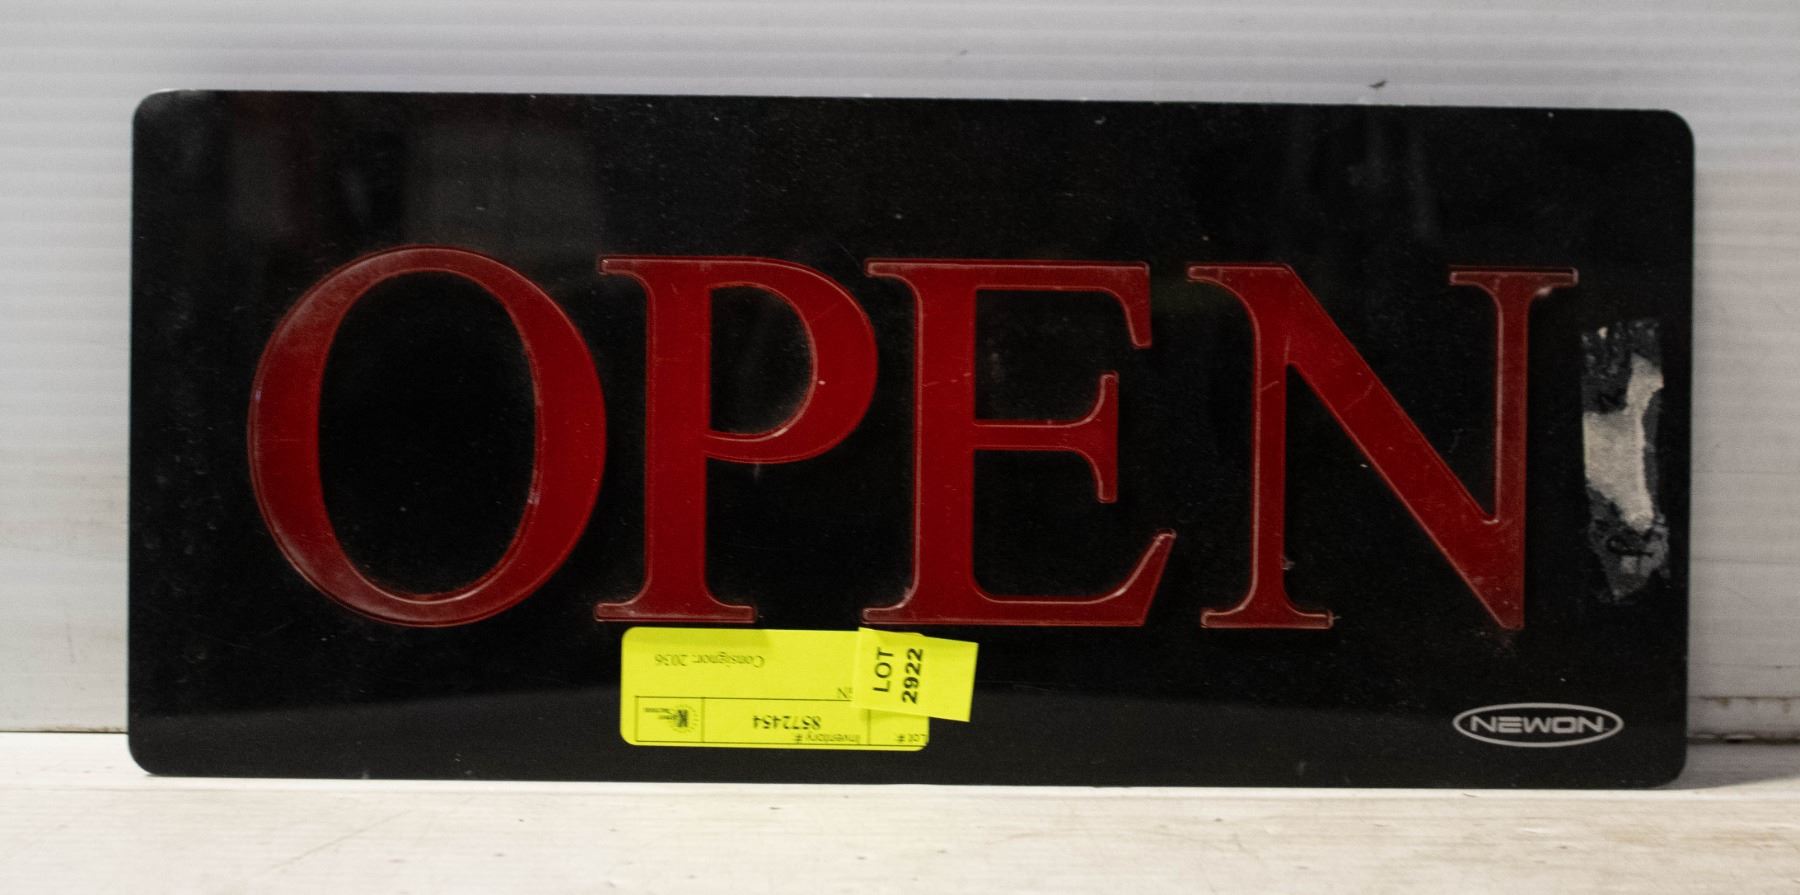 OPEN
LOT
2922
Consignor: 2036
Lot #:
Inventory #
8572454
NEWON